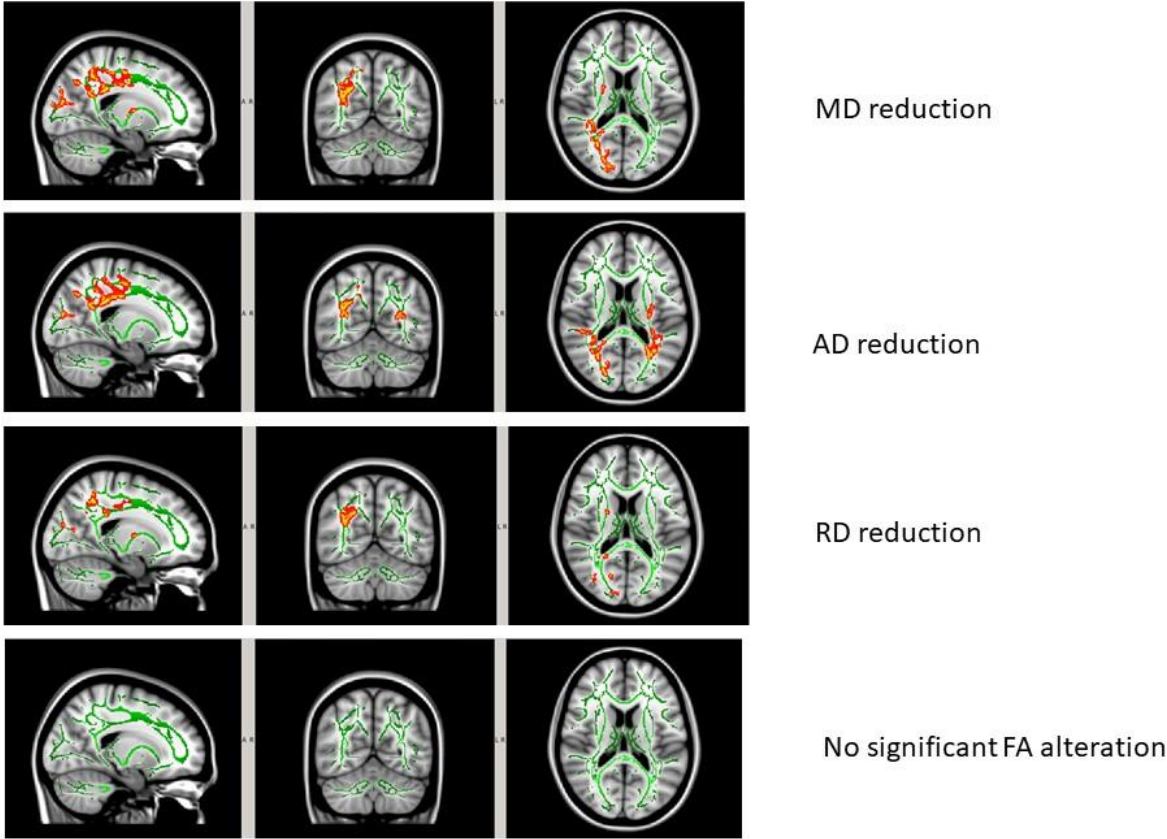 A R
L R
MD reduction
A R
L R
AD reduction
A R
L R
RD reduction
A R
L R
No significant FA alteration